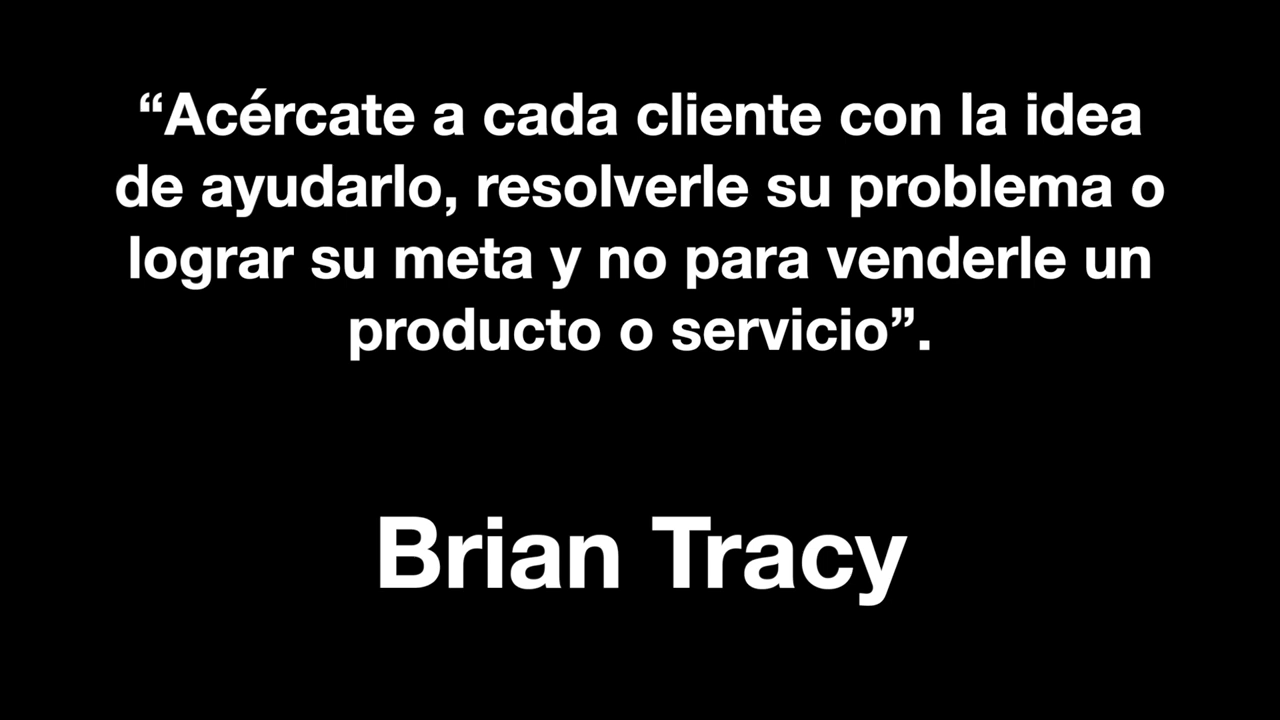 “Acércate a cada cliente con la idea
de ayudarlo, resolverle su problema o
lograr su meta y no para venderle un
producto o servicio”.
Brian Tracy